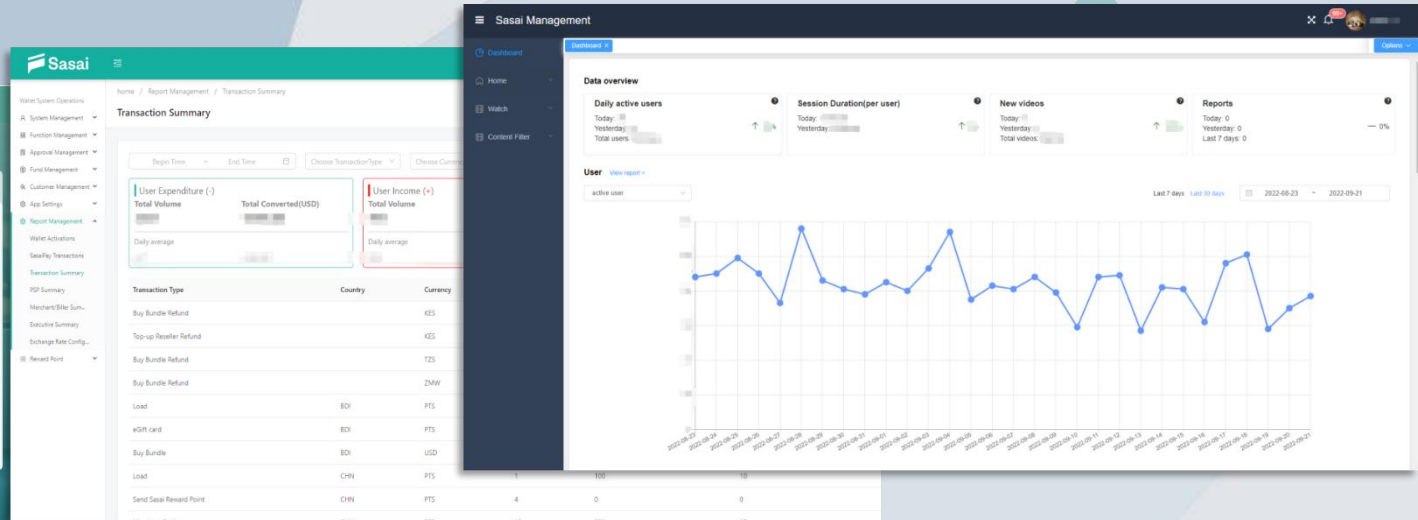 Sasai
Wallet System Operations
System Management
Function Management
Approval Management
Fund Management
Customer Management
App Settings
Report Management
Wallet Activations
SasaiPay Transactions
Transaction Summary
PSP Summary
Merchant/Biller Sum...
Executive Summary
Exchange Rate Config...
Reward Point
home / Report Management / Transaction Summary
Transaction Summary
Begin Time ~ End Time
Choose TransactionType
Choose Curren
User Expenditure (-)
Total Volume Total Converted(USD)
Daily average
User Income (+)
Total Volume
Daily average
Transaction Type Country Currency
Buy Bundle Refund KES
Top-up Reseller Refund KES
Buy Bundle Refund TZS
Buy Bundle Refund ZMW
Load BDI PTS
eGift card BDI PTS
Buy Bundle BDI USD
Load CHN PTS 1 100 10
Send Sasai Reward Point CHN PTS 4 0 0
Sasai Management
99+
Dashboard
Home
Watch
Content Filter
Dashboard ×
Options
Data overview
Daily active users
Today:
Yesterday:
Total users:
Session Duration(per user)
Today:
Yesterday:
New videos
Today:
Yesterday:
Total videos:
Reports
Today: 0
Yesterday: 0
Last 7 days: 0
— 0%
User View report >
active user
Last 7 days Last 30 days 2022-08-23 ~ 2022-09-21
2022-08-23 2022-08-24 2022-08-25 2022-08-26 2022-08-27 2022-08-28 2022-08-29 2022-08-30 2022-08-31 2022-09-01 2022-09-02 2022-09-03 2022-09-04 2022-09-05 2022-09-06 2022-09-07 2022-09-08 2022-09-09 2022-09-10 2022-09-11 2022-09-12 2022-09-13 2022-09-14 2022-09-15 2022-09-16 2022-09-17 2022-09-18 2022-09-19 2022-09-20 2022-09-21